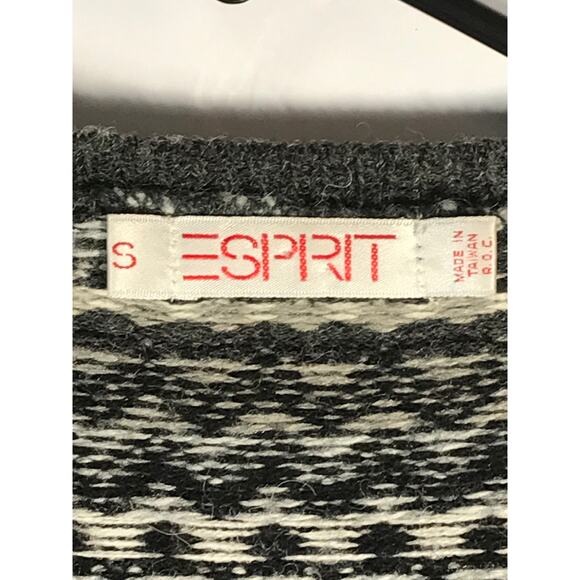 S
ESPRIT
MADE IN
TAIWAN
R.O.C.